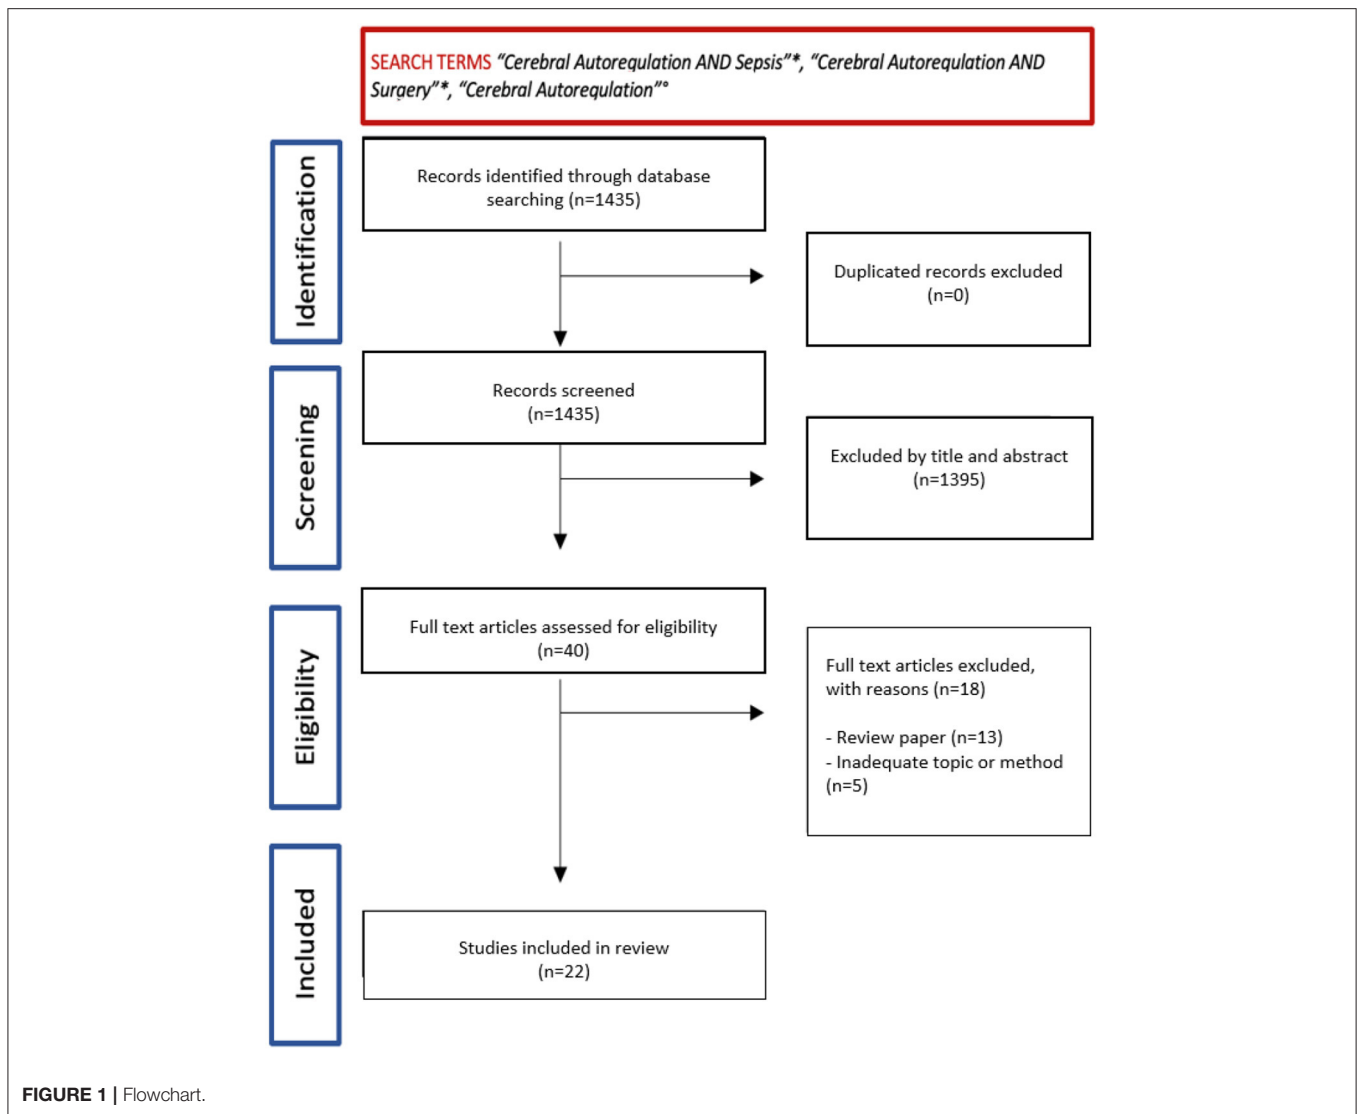 SEARCH TERMS “Cerebral Autoregulation AND Sepsis”*, “Cerebral Autoregulation AND
Surgery”*, “Cerebral Autoregulation”°
Identification
Records identified through database
searching (n=1435)
Duplicated records excluded
(n=0)
Screening
Records screened
(n=1435)
Excluded by title and abstract
(n=1395)
Eligibility
Full text articles assessed for eligibility
(n=40)
Full text articles excluded,
with reasons (n=18)
- Review paper (n=13)
- Inadequate topic or method
(n=5)
Included
Studies included in review
(n=22)
FIGURE 1 | Flowchart.